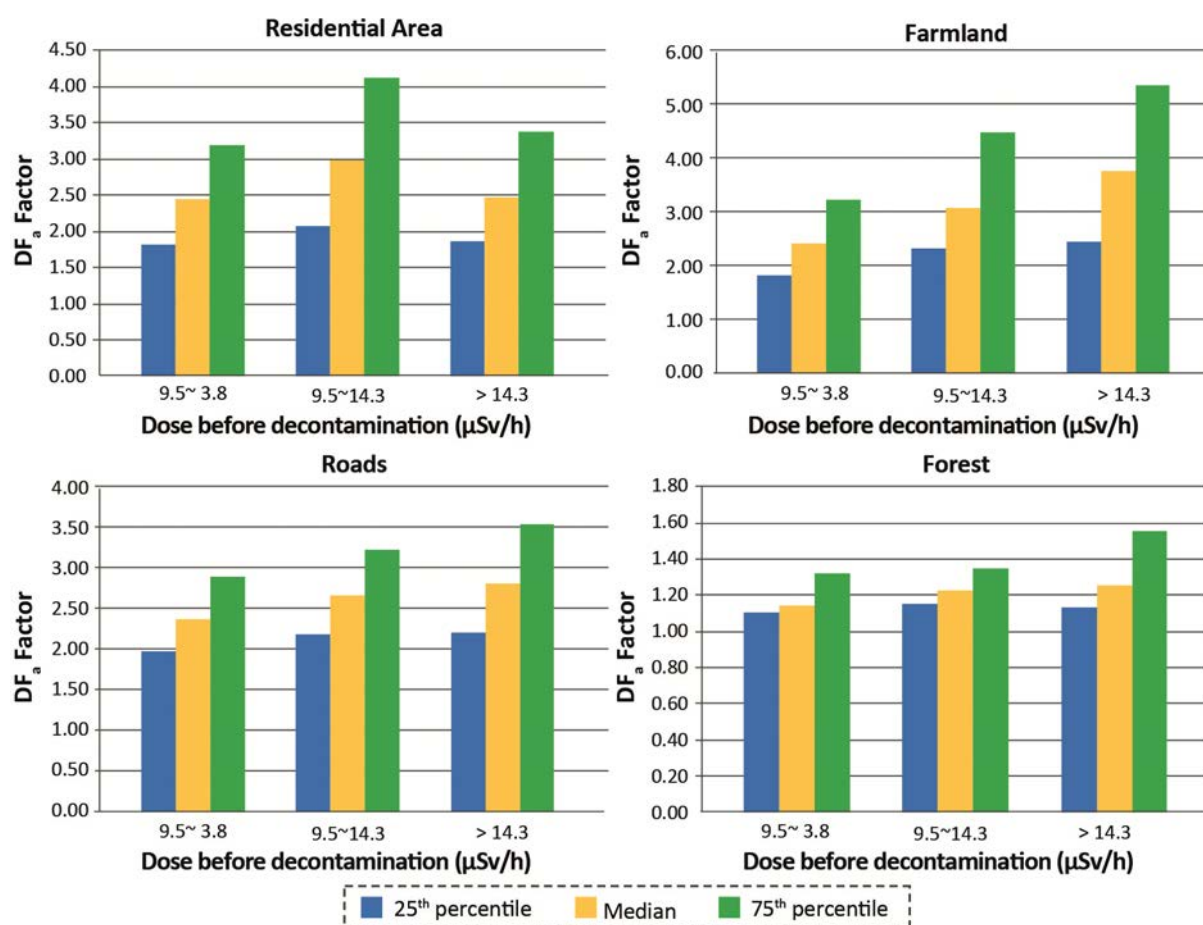 Residential Area
4.50
4.00
3.50
3.00
2.50
2.00
1.50
1.00
0.50
0.00
DFa Factor
9.5~ 3.8 9.5~14.3 > 14.3
Dose before decontamination (μSv/h)
Farmland
6.00
5.00
4.00
3.00
2.00
1.00
0.00
DFa Factor
9.5~ 3.8 9.5~14.3 > 14.3
Dose before decontamination (μSv/h)
Roads
4.00
3.50
3.00
2.50
2.00
1.50
1.00
0.50
0.00
DFa Factor
9.5~ 3.8 9.5~14.3 > 14.3
Dose before decontamination (μSv/h)
Forest
1.80
1.60
1.40
1.20
1.00
0.80
0.60
0.40
0.20
0.00
DFa Factor
9.5~ 3.8 9.5~14.3 > 14.3
Dose before decontamination (μSv/h)
25th percentile Median 75th percentile